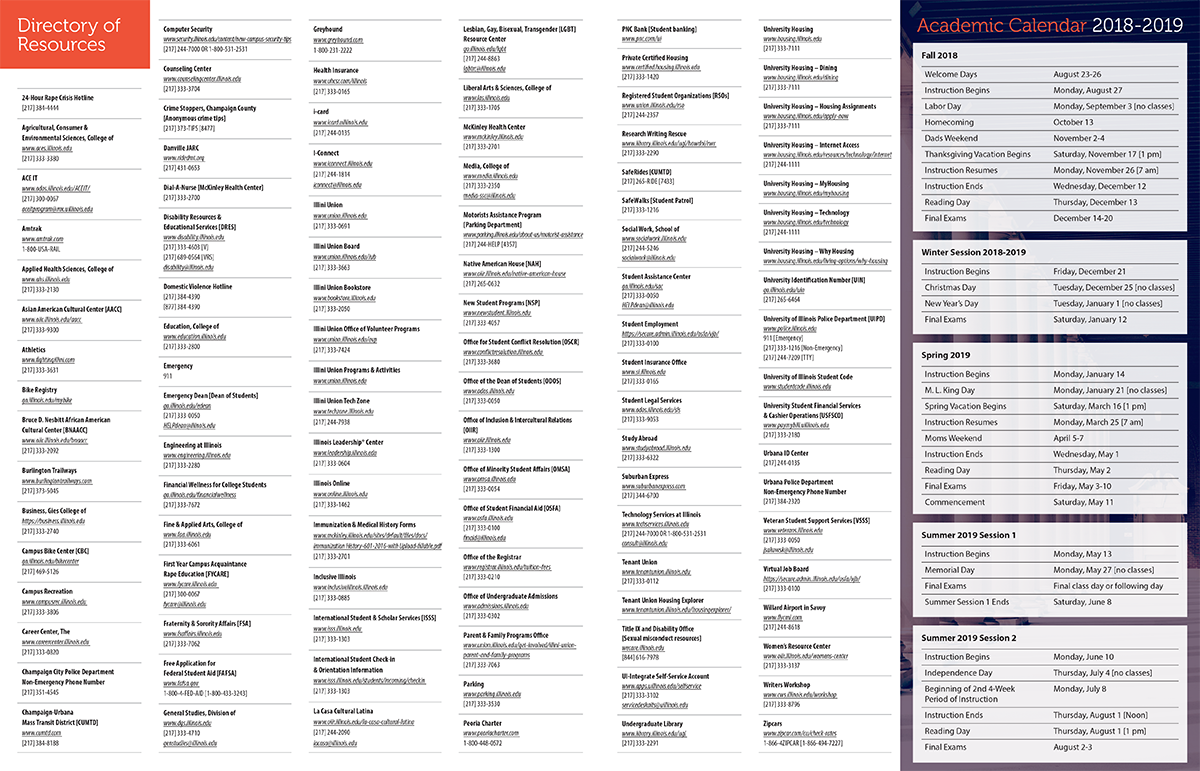 Directory of
Resources
24-Hour Rape Crisis Hotline
[217] 384-4444
Agricultural, Consumer &
Environmental Sciences, College of
www.aces.illinois.edu
[217] 333-3380
ACE IT
www.odos.illinois.edu/ACEIT/
[217] 300-0057
aceitprogram@mx.uillinois.edu
Amtrak
www.amtrak.com
1-800-USA-RAIL
Applied Health Sciences, College of
www.ahs.illinois.edu
[217] 333-2130
Asian American Cultural Center [AACC]
www.oiir.illinois.edu/aacc
[217] 333-9300
Athletics
www.fightingillini.com
[217] 333-3631
Bike Registry
go.illinois.edu/mybike
Bruce D. Nesbitt African American
Cultural Center [BNAACC]
www.oiir.illinois.edu/bnaacc
[217] 333-2092
Burlington Trailways
www.burlingtontrailways.com
[217] 373-5045
Business, Gies College of
https://business.illinois.edu
[217] 333-2740
Campus Bike Center [CBC]
go.illinois.edu/bikecenter
[217] 469-5126
Campus Recreation
www.campusrec.illinois.edu
[217] 333-3806
Career Center, The
www.careercenter.illinois.edu
[217] 333-0820
Champaign City Police Department
Non-Emergency Phone Number
[217] 351-4545
Champaign-Urbana
Mass Transit District [CUMTD]
www.cumtd.com
[217] 384-8188
Computer Security
www.security.illinois.edu/content/new-campus-security-tips
[217] 244-7000 OR 1-800-531-2531
Counseling Center
www.counselingcenter.illinois.edu
[217] 333-3704
Crime Stoppers, Champaign County
[Anonymous crime tips]
[217] 373-TIPS [8477]
Danville JARC
www.ridedmt.org
[217] 431-0653
Dial-A-Nurse [McKinley Health Center]
[217] 333-2700
Disability Resources &
Educational Services [DRES]
www.disability.illinois.edu
[217] 333-4603 [V]
[217] 689-0564 [VRS]
disability@illinois.edu
Domestic Violence Hotline
[217] 384-4390
[877] 384-4390
Education, College of
www.education.illinois.edu
[217] 333-2800
Emergency
911
Emergency Dean [Dean of Students]
go.illinois.edu/edean
[217] 333 0050
HELPdean@illinois.edu
Engineering at Illinois
www.engineering.illinois.edu
[217] 333-2280
Financial Wellness for College Students
go.illinois.edu/financialwellness
[217] 333-7672
Fine & Applied Arts, College of
www.faa.illinois.edu
[217] 333-6061
First Year Campus Acquaintance
Rape Education [FYCARE]
www.fycare.illinois.edu
[217] 300-0067
fycare@illinois.edu
Fraternity & Sorority Affairs [FSA]
www.fsaffairs.illinois.edu
[217] 333-7062
Free Application for
Federal Student Aid [FAFSA]
www.fafsa.gov
1-800-4-FED-AID [1-800-433-3243]
General Studies, Division of
www.dgs.illinois.edu
[217] 333-4710
genstudies@illinois.edu
Greyhound
www.greyhound.com
1-800-231-2222
Health Insurance
www.uhcsr.com/illinois
[217] 333-0165
i-card
www.icard.illinois.edu
[217] 244-0135
I-Connect
www.iconnect.illinois.edu
[217] 244-1814
iconnect@illinois.edu
Illini Union
www.union.illinois.edu
[217] 333-0691
Illini Union Board
www.union.illinois.edu/iub
[217] 333-3663
Illini Union Bookstore
www.bookstore.illinois.edu
[217] 333-2050
Illini Union Office of Volunteer Programs
www.union.illinois.edu/ovp
[217] 333-7424
Illini Union Programs & Activities
www.union.illinois.edu
Illini Union Tech Zone
www.techzone.illinois.edu
[217] 244-7938
Illinois Leadership® Center
www.leadership.illinois.edu
[217] 333-0604
Illinois Online
www.online.illinois.edu
[217] 333-1462
Immunization & Medical History Forms
www.mckinley.illinois.edu/sites/default/files/docs/
immunization History-601-2016-with Upload-fillable.pdf
[217] 333-2701
Inclusive Illinois
www.inclusiveillinois.illinois.edu
[217] 333-0885
International Student & Scholar Services [ISSS]
www.isss.illinois.edu
[217] 333-1303
International Student Check-in
& Orientation Information
www.isss.illinois.edu/students/incoming/checkin
[217] 333-1303
La Casa Cultural Latina
www.oiir.illinois.edu/la-casa-cultural-latina
[217] 244-2090
lacasa@illinois.edu
Lesbian, Gay, Bisexual, Transgender [LGBT]
Resource Center
go.illinois.edu/lgbt
[217] 244-8863
lgbtrc@illinois.edu
Liberal Arts & Sciences, College of
www.las.illinois.edu
[217] 333-1705
McKinley Health Center
www.mckinley.illinois.edu
[217] 333-2701
Media, College of
www.media.illinois.edu
[217] 333-2350
media-ssc@illinois.edu
Motorists Assistance Program
[Parking Department]
www.parking.illinois.edu/about-us/motorist-assistance
[217] 244-HELP [4357]
Native American House [NAH]
www.oiir.illinois.edu/native-american-house
[217] 265-0632
New Student Programs [NSP]
www.newstudent.illinois.edu
[217] 333-4057
Office for Student Conflict Resolution [OSCR]
www.conflictresolution.illinois.edu
[217] 333-3680
Office of the Dean of Students [ODOS]
www.odos.illinois.edu
[217] 333-0050
Office of Inclusion & Intercultural Relations
[OIIR]
www.oiir.illinois.edu
[217] 333-1300
Office of Minority Student Affairs [OMSA]
www.omsa.illinois.edu
[217] 333-0054
Office of Student Financial Aid [OSFA]
www.osfa.illinois.edu
[217] 333-0100
finaid@illinois.edu
Office of the Registrar
www.registrar.illinois.edu/tuition-fees
[217] 333-0210
Office of Undergraduate Admissions
www.admissions.illinois.edu
[217] 333-0302
Parent & Family Programs Office
www.union.illinois.edu/get-involved/illini-union-
parent-and-family-programs
[217] 333-7063
Parking
www.parking.illinois.edu
[217] 333-3530
Peoria Charter
www.peoriacharter.com
1-800-448-0572
PNC Bank [Student banking]
www.pnc.com/ui
Private Certified Housing
www.certified.housing.illinois.edu
[217] 333-1420
Registered Student Organizations [RSOs]
www.union.illinois.edu/rso
[217] 244-2357
Research Writing Rescue
www.library.illinois.edu/ugl/howdoi/rwr
[217] 333-2290
SafeRides [CUMTD]
[217] 265-RIDE [7433]
SafeWalks [Student Patrol]
[217] 333-1216
Social Work, School of
www.socialwork.illinois.edu
[217] 244-5246
socialwork@illinois.edu
Student Assistance Center
go.illinois.edu/sac
[217] 333-0050
HELPdean@illinois.edu
Student Employment
https://secure.admin.illinois.edu/osfa/vjb/
[217] 333-0100
Student Insurance Office
www.si.illinois.edu
[217] 333-0165
Student Legal Services
www.odos.illinois.edu/sls
[217] 333-9053
Study Abroad
www.studyabroad.illinois.edu
[217] 333-6322
Suburban Express
www.suburbanexpress.com
[217] 344-6700
Technology Services at Illinois
www.techservices.illinois.edu
[217] 244-7000 OR 1-800-531-2531
consult@illinois.edu
Tenant Union
www.tenantunion.illinois.edu
[217] 333-0112
Tenant Union Housing Explorer
www.tenantunion.illinois.edu/housingexplorer/
Title IX and Disability Office
[Sexual misconduct resources]
wecare.illinois.edu
[844] 616-7978
UI-Integrate Self-Service Account
www.apps.uillinois.edu/selfservice
[217] 333-3102
servicedeskaits@uillinois.edu
Undergraduate Library
www.library.illinois.edu/ugl
[217] 333-2291
University Housing
www.housing.illinois.edu
[217] 333-7111
University Housing – Dining
www.housing.illinois.edu/dining
[217] 333-7111
University Housing – Housing Assignments
www.housing.illinois.edu/apply-now
[217] 333-7111
University Housing – Internet Access
www.housing.illinois.edu/resources/technology/internet
[217] 244-1111
University Housing – MyHousing
www.housing.illinois.edu/myhousing
University Housing – Technology
www.housing.illinois.edu/technology
[217] 244-1111
University Housing – Why Housing
www.housing.illinois.edu/living-options/why-housing
University Identification Number [UIN]
go.illinois.edu/uin
[217] 265-6464
University of Illinois Police Department [UIPD]
www.police.illinois.edu
911 [Emergency]
[217] 333-1216 [Non-Emergency]
[217] 244-7209 [TTY]
University of Illinois Student Code
www.studentcode.illinois.edu
University Student Financial Services
& Cashier Operations [USFSCO]
www.paymybill.uillinois.edu
[217] 333-2180
Urbana ID Center
[217] 244-0135
Urbana Police Department
Non-Emergency Phone Number
[217] 384-2320
Veteran Student Support Services [VSSS]
www.veterans.illinois.edu
[217] 333-0050
jsalowsk@illinois.edu
Virtual Job Board
https://secure.admin.illinois.edu/osfa/vjb/
[217] 333-0100
Willard Airport in Savoy
www.flycmi.com
[217] 244-8618
Women's Resource Center
www.oiir.illinois.edu/womens-center
[217] 333-3137
Writers Workshop
www.cws.illinois.edu/workshop
[217] 333-8796
Zipcars
www.zipcar.com/cu/check-rates
1-866-4ZIPCAR [1-866-494-7227]
Academic Calendar 2018-2019
Fall 2018
Welcome Days August 23-26
Instruction Begins Monday, August 27
Labor Day Monday, September 3 [no classes]
Homecoming October 13
Dads Weekend November 2-4
Thanksgiving Vacation Begins Saturday, November 17 [1 pm]
Instruction Resumes Monday, November 26 [7 am]
Instruction Ends Wednesday, December 12
Reading Day Thursday, December 13
Final Exams December 14-20
Winter Session 2018-2019
Instruction Begins Friday, December 21
Christmas Day Tuesday, December 25 [no classes]
New Year's Day Tuesday, January 1 [no classes]
Final Exams Saturday, January 12
Spring 2019
Instruction Begins Monday, January 14
M. L. King Day Monday, January 21 [no classes]
Spring Vacation Begins Saturday, March 16 [1 pm]
Instruction Resumes Monday, March 25 [7 am]
Moms Weekend April 5-7
Instruction Ends Wednesday, May 1
Reading Day Thursday, May 2
Final Exams Friday, May 3-10
Commencement Saturday, May 11
Summer 2019 Session 1
Instruction Begins Monday, May 13
Memorial Day Monday, May 27 [no classes]
Final Exams Final class day or following day
Summer Session 1 Ends Saturday, June 8
Summer 2019 Session 2
Instruction Begins Monday, June 10
Independence Day Thursday, July 4 [no classes]
Beginning of 2nd 4-Week Monday, July 8
Period of Instruction
Instruction Ends Thursday, August 1 [Noon]
Reading Day Thursday, August 1 [1 pm]
Final Exams August 2-3